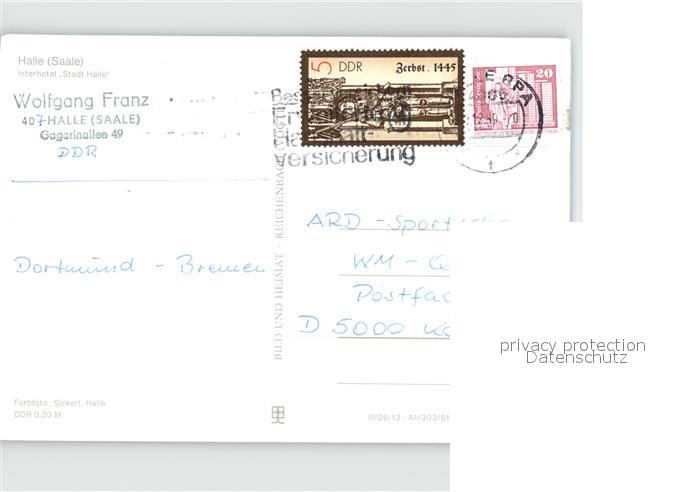 Halle (Saale)
Interhotel „Stadt Halle"
Wolfgang Franz
407-HALLE (SAALE)
Gagarinallee 49
DDR
5 DDR Zerbst. 1445
20
versicherung
BILD UND HEIMAT · REICHENBACH
ARD - Sport
Dortmund - Bremen
WM -
Postfac
D 5000 K
privacy protection
Datenschutz
Farbfoto: Sickert, Halle
DDR 0,20 M
III/26/13 · A1/303/81